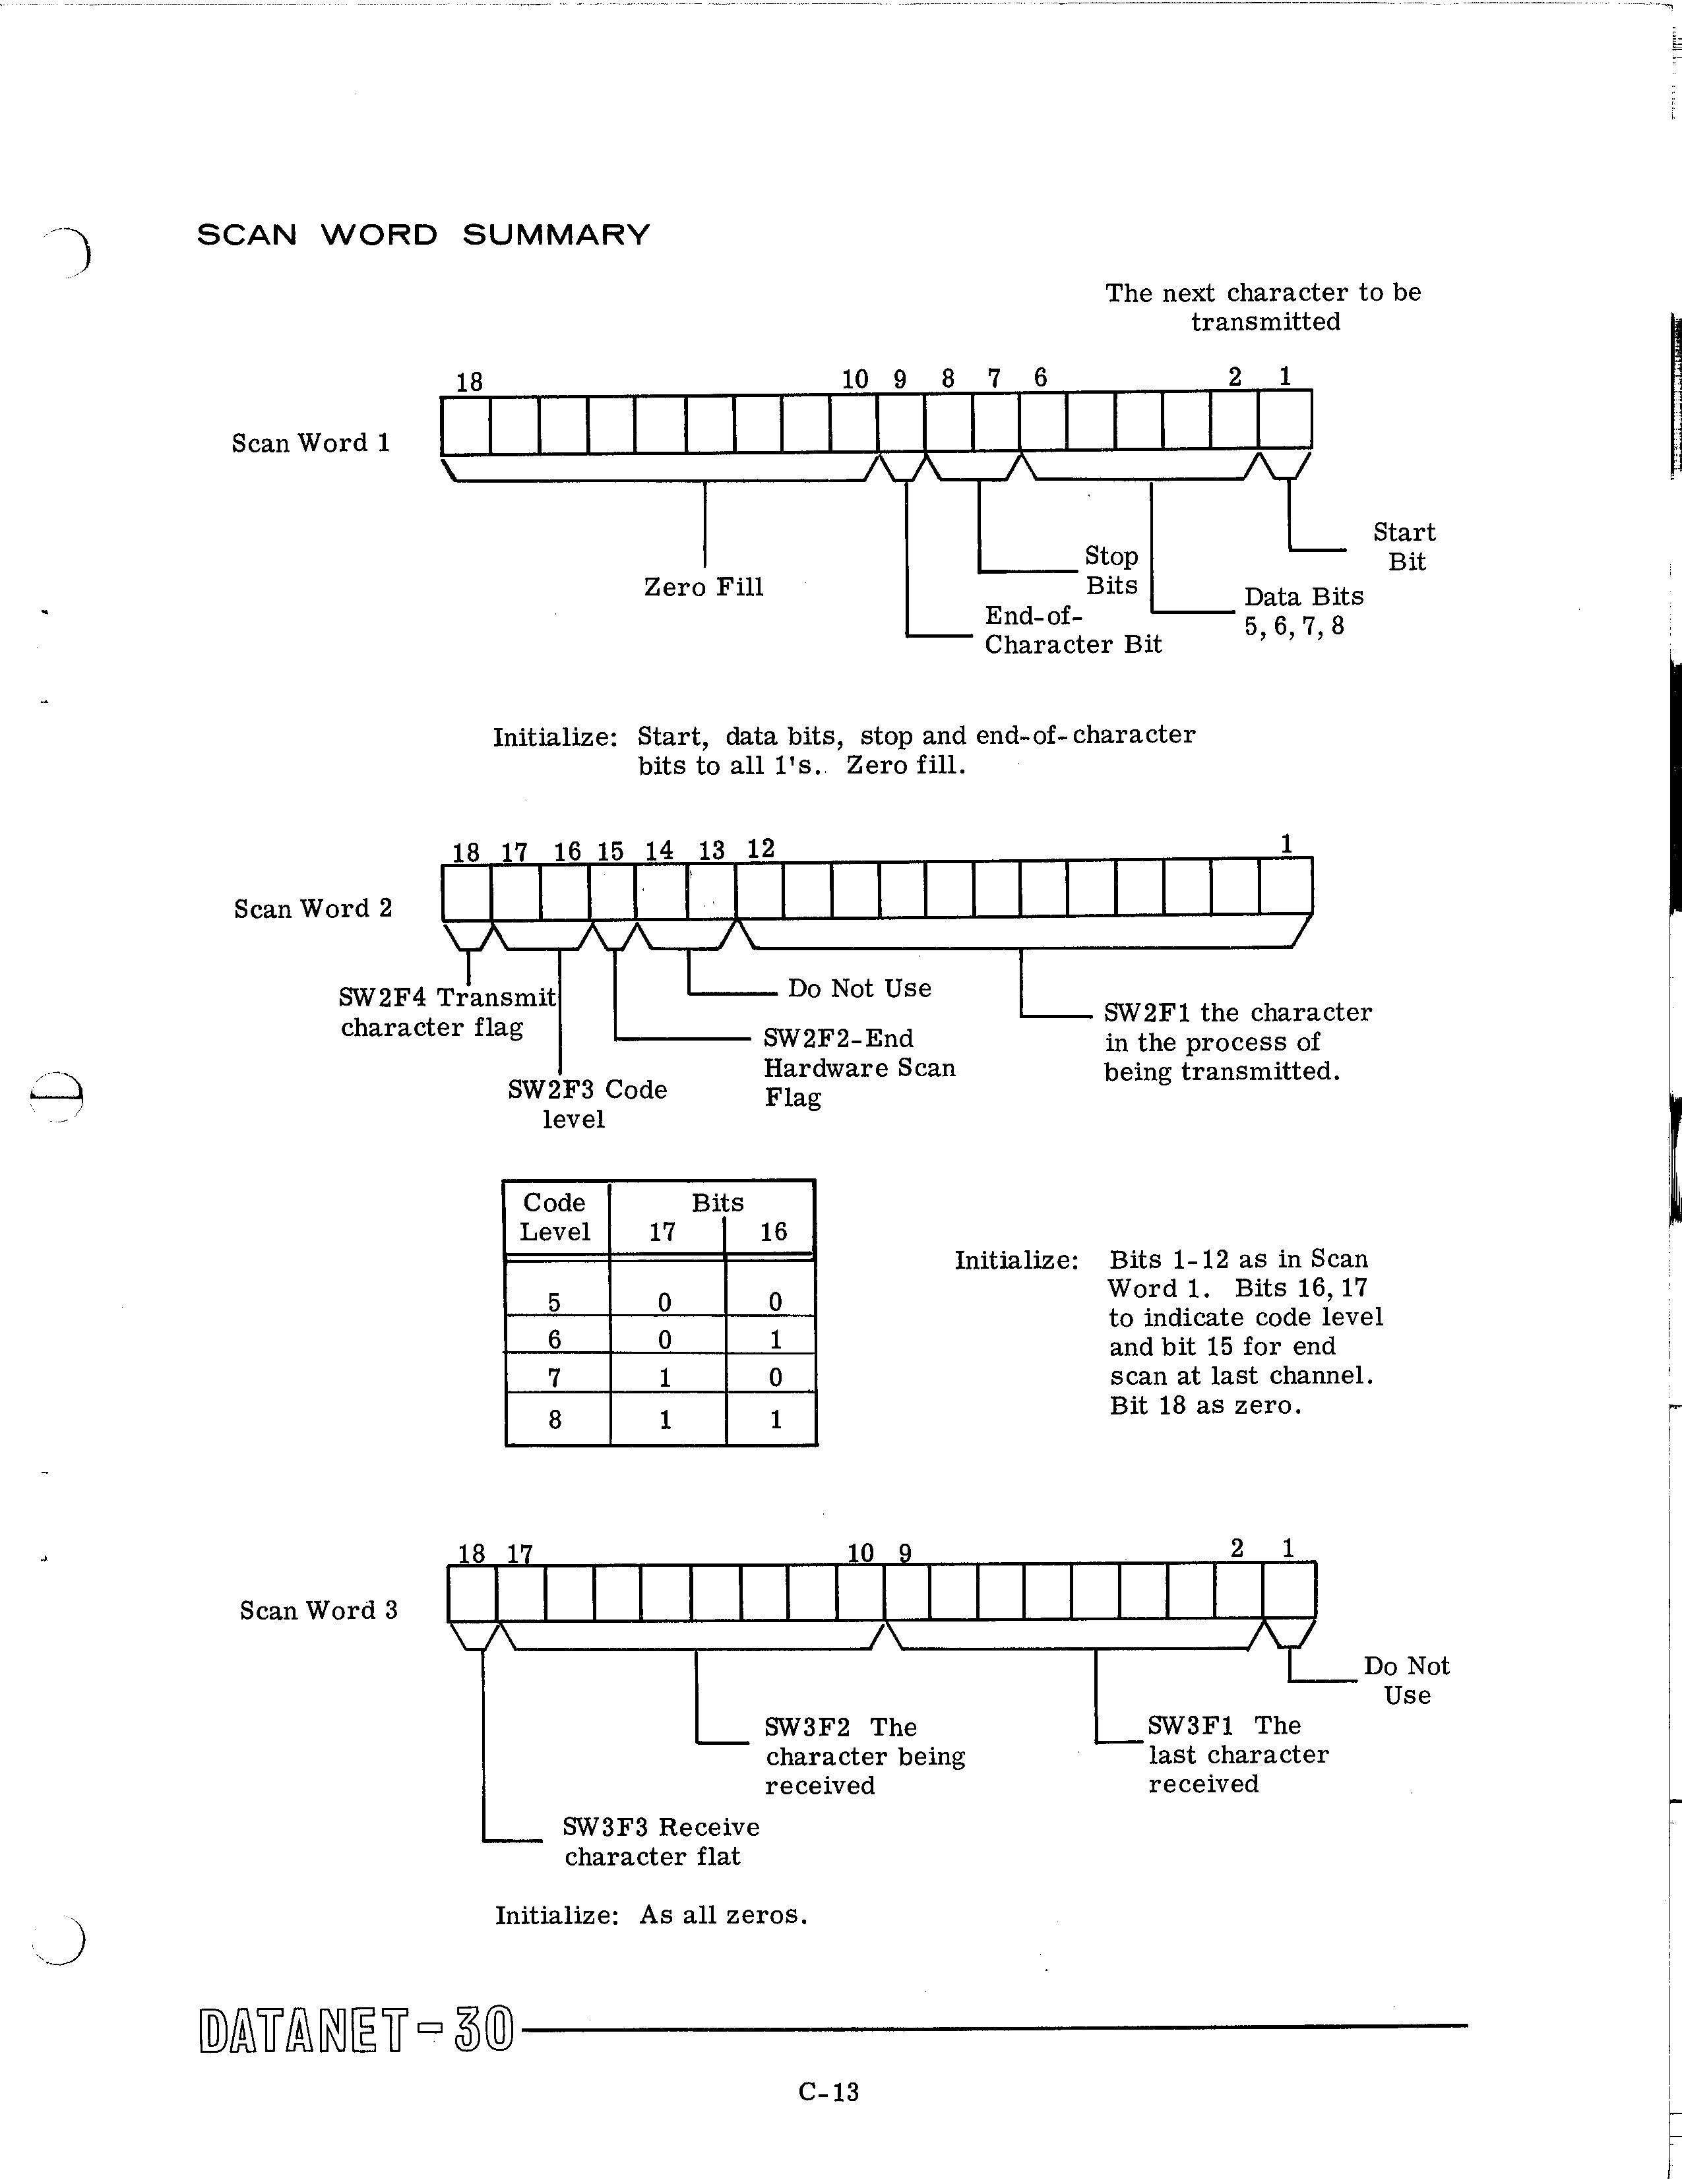 SCAN WORD SUMMARY
The next character to be
transmitted
18 10 9 8 7 6 2 1
Scan Word 1
Start
Bit
Stop
Bits
Zero Fill
Data Bits
5, 6, 7, 8
End-of-
Character Bit
Initialize: Start, data bits, stop and end-of-character
bits to all 1's. Zero fill.
18 17 16 15 14 13 12 1
Scan Word 2
SW2F4 Transmit
character flag
Do Not Use
SW2F1 the character
in the process of
being transmitted.
SW2F2-End
Hardware Scan
Flag
SW2F3 Code
level
Code Bits
Level 17 16
5 0 0
6 0 1
7 1 0
8 1 1
Initialize: Bits 1-12 as in Scan
Word 1. Bits 16, 17
to indicate code level
and bit 15 for end
scan at last channel.
Bit 18 as zero.
18 17 10 9 2 1
Scan Word 3
Do Not
Use
SW3F2 The
character being
received
SW3F1 The
last character
received
SW3F3 Receive
character flat
Initialize: As all zeros.
DATANET-30
C-13